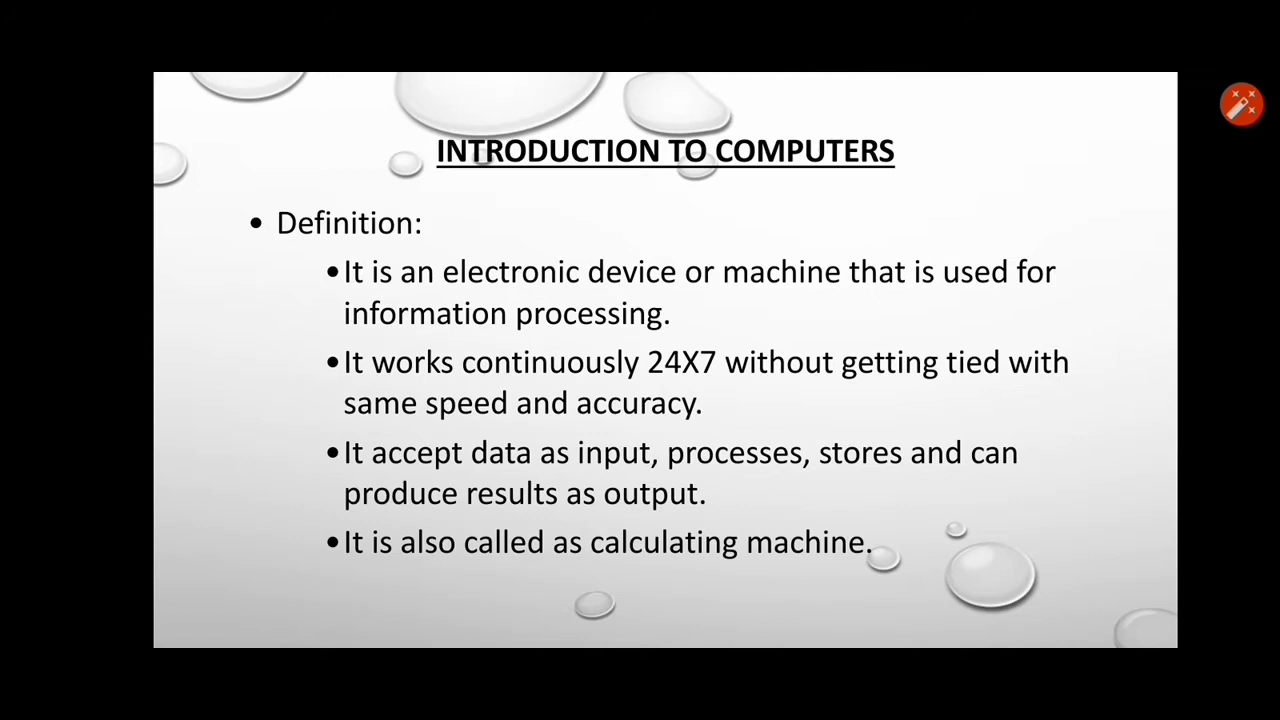 INTRODUCTION TO COMPUTERS
• Definition:
•It is an electronic device or machine that is used for
information processing.
•It works continuously 24X7 without getting tied with
same speed and accuracy.
•It accept data as input, processes, stores and can
produce results as output.
•It is also called as calculating machine.